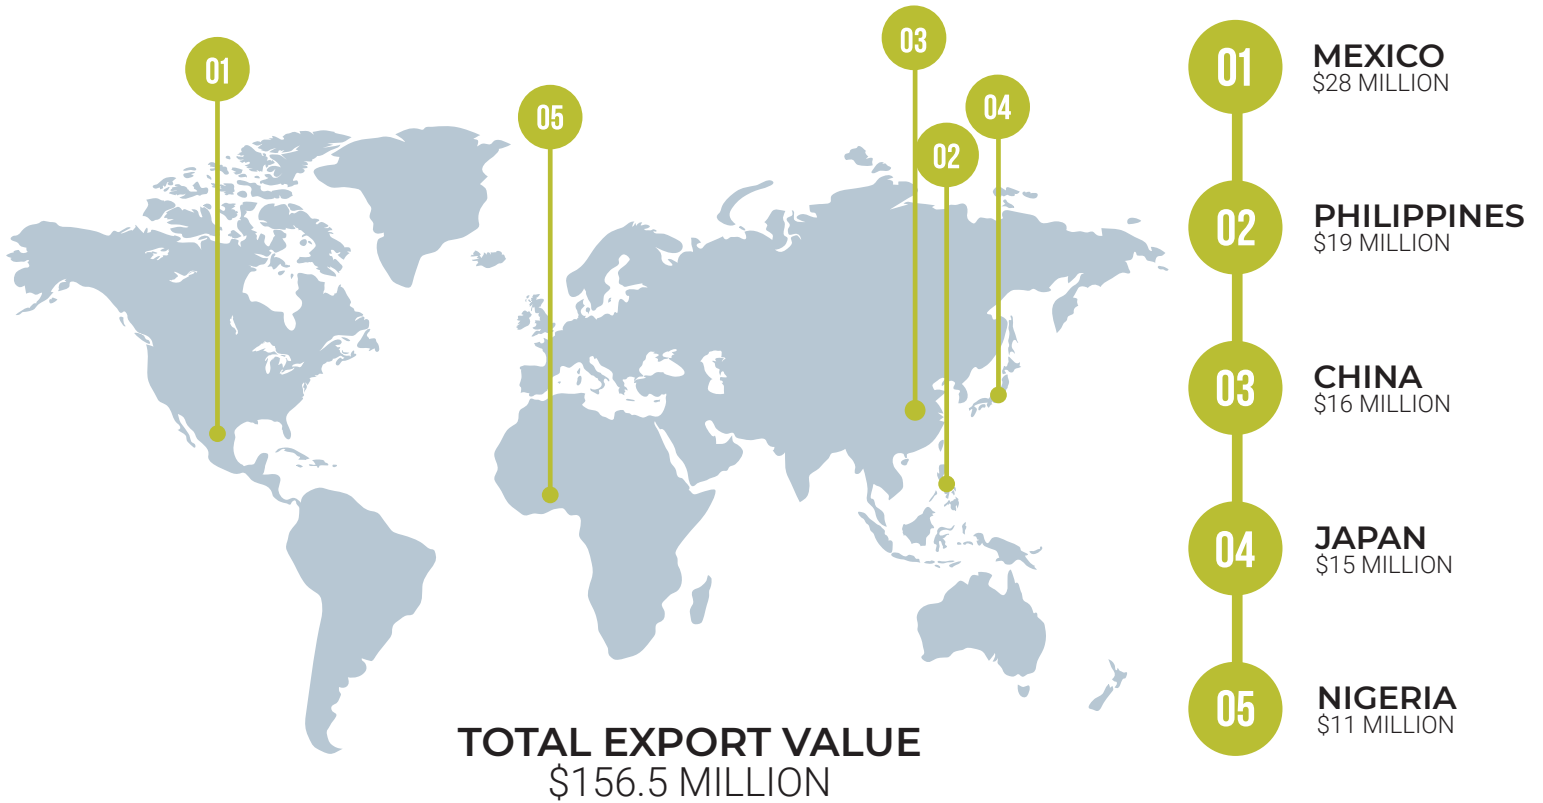 01
05
03
04
02
01
MEXICO
$28 MILLION
02
PHILIPPINES
$19 MILLION
03
CHINA
$16 MILLION
04
JAPAN
$15 MILLION
05
NIGERIA
$11 MILLION
TOTAL EXPORT VALUE
$156.5 MILLION